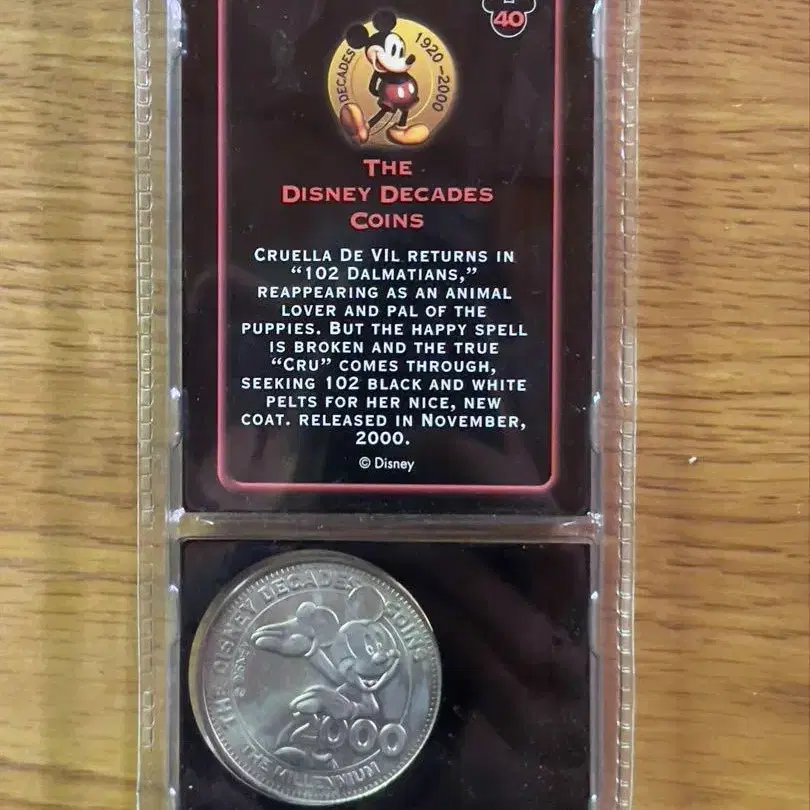 40
DECADES 1920-2000
THE
DISNEY DECADES
COINS
CRUELLA DE VIL RETURNS IN
“102 DALMATIANS,”
REAPPEARING AS AN ANIMAL
LOVER AND PAL OF THE
PUPPIES. BUT THE HAPPY SPELL
IS BROKEN AND THE TRUE
“CRU” COMES THROUGH,
SEEKING 102 BLACK AND WHITE
PELTS FOR HER NICE, NEW
COAT. RELEASED IN NOVEMBER,
2000.
© Disney
THE DISNEY DECADES COINS
2000
THE MILLENNIUM